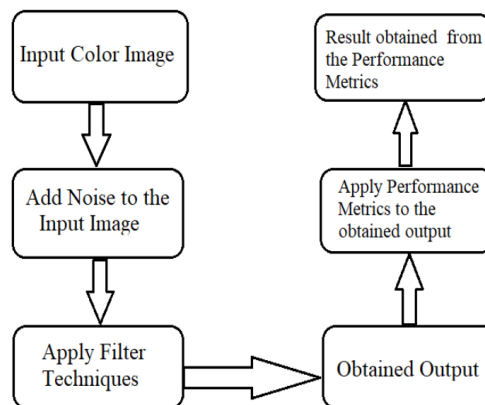 Input Color Image
Add Noise to the
Input Image
Apply Filter
Techniques
Obtained Output
Apply Performance
Metrics to the
obtained output
Result obtained from
the Performance
Metrics